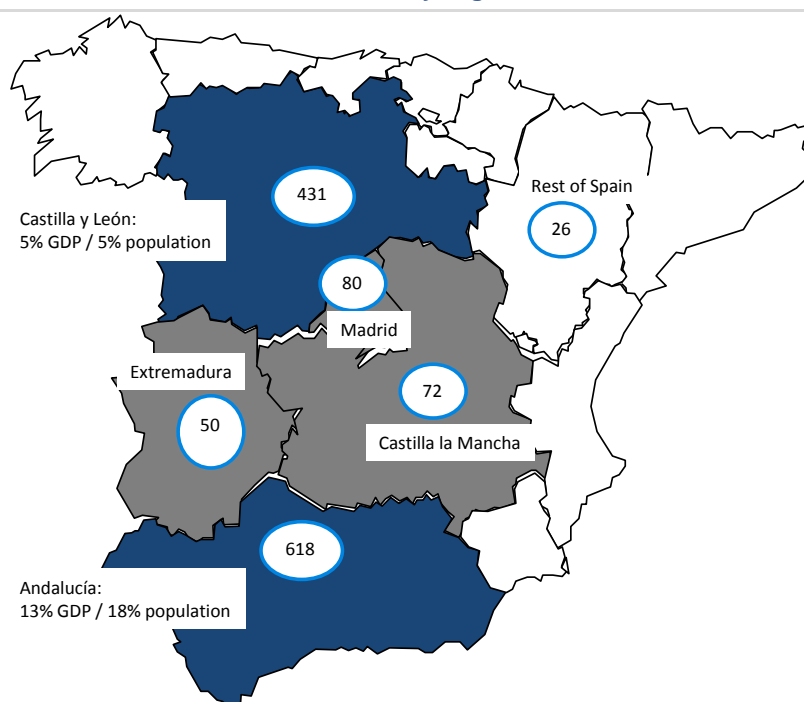 431
Rest of Spain
26
Castilla y León:
5% GDP / 5% population
80
Madrid
Extremadura
72
50
Castilla la Mancha
618
Andalucía:
13% GDP / 18% population